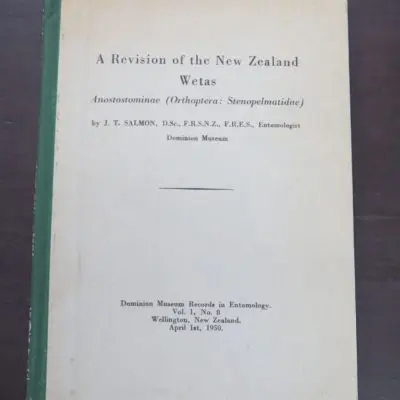 A Revision of the New Zealand
Wetas
Anostostominae (Orthoptera: Stenopelmatidae)
by J. T. SALMON, D.Sc., F.R.S.N.Z., F.R.E.S., Entomologist
Dominion Museum
Dominion Museum Records in Entomology.
Vol. 1, No. 8
Wellington, New Zealand.
April 1st, 1950.